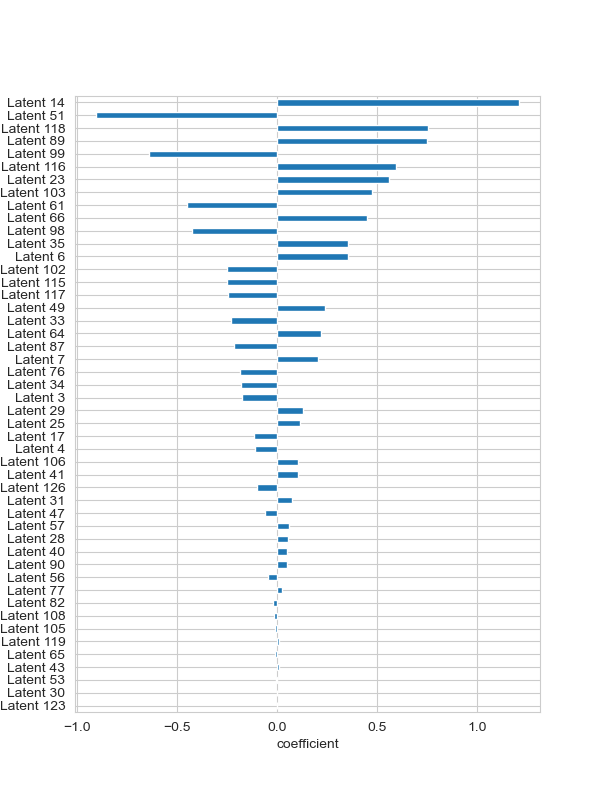 Latent 14
Latent 51
Latent 118
Latent 89
Latent 99
Latent 116
Latent 23
Latent 103
Latent 61
Latent 66
Latent 98
Latent 35
Latent 6
Latent 102
Latent 115
Latent 117
Latent 49
Latent 33
Latent 64
Latent 87
Latent 7
Latent 76
Latent 34
Latent 3
Latent 29
Latent 25
Latent 17
Latent 4
Latent 106
Latent 41
Latent 126
Latent 31
Latent 47
Latent 57
Latent 28
Latent 40
Latent 90
Latent 56
Latent 77
Latent 82
Latent 108
Latent 105
Latent 119
Latent 65
Latent 43
Latent 53
Latent 30
Latent 123
−1.0 −0.5 0.0 0.5 1.0
coefficient